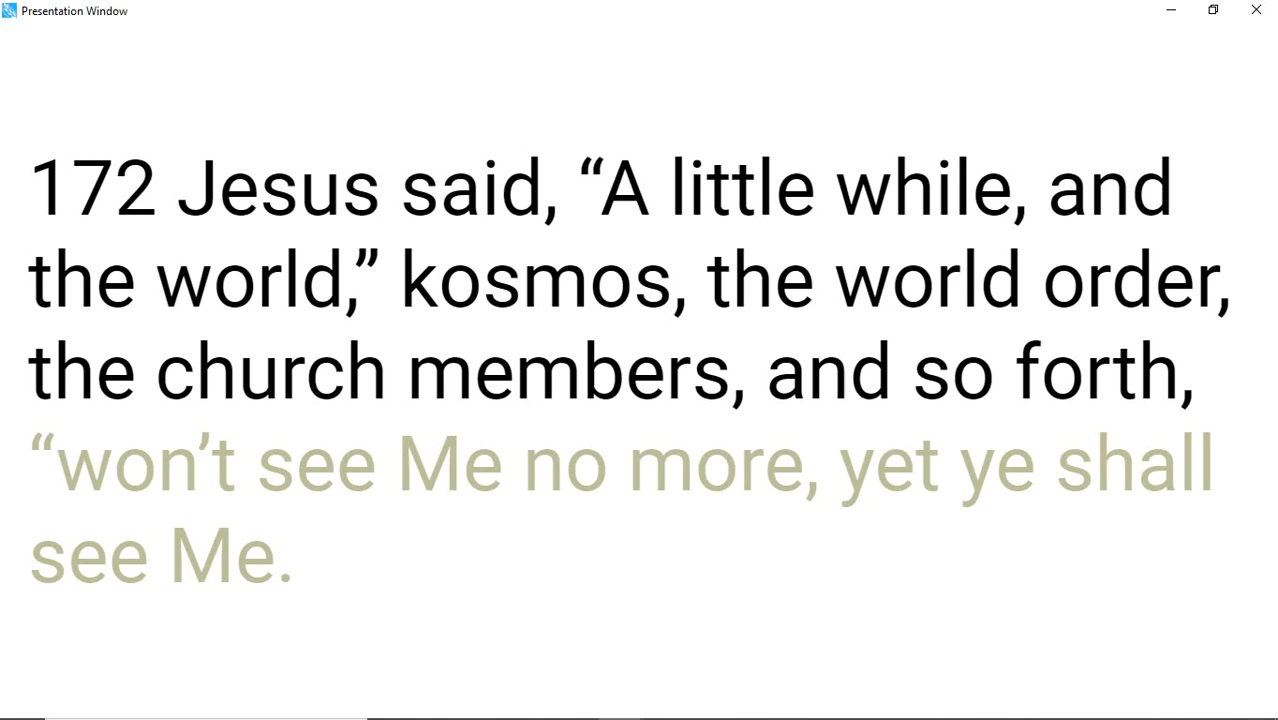 Presentation Window
172 Jesus said, “A little while, and
the world,” kosmos, the world order,
the church members, and so forth,
“won’t see Me no more, yet ye shall
see Me.